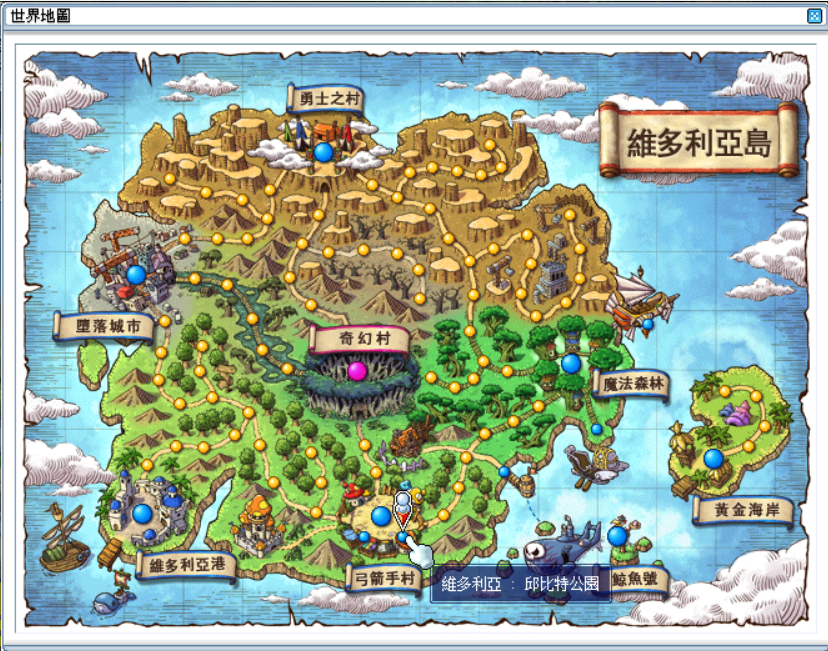 世界地圖
勇士之村
維多利亞島
墮落城市
奇幻村
魔法森林
黃金海岸
維多利亞港
弓箭手村
維多利亞 : 邱比特公園
鯨魚號